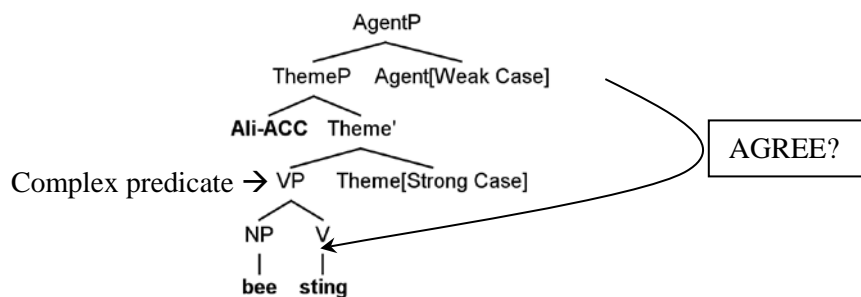 AgentP
ThemeP Agent[Weak Case]
Ali-ACC Theme'
AGREE?
Complex predicate → VP Theme[Strong Case]
NP V
bee sting